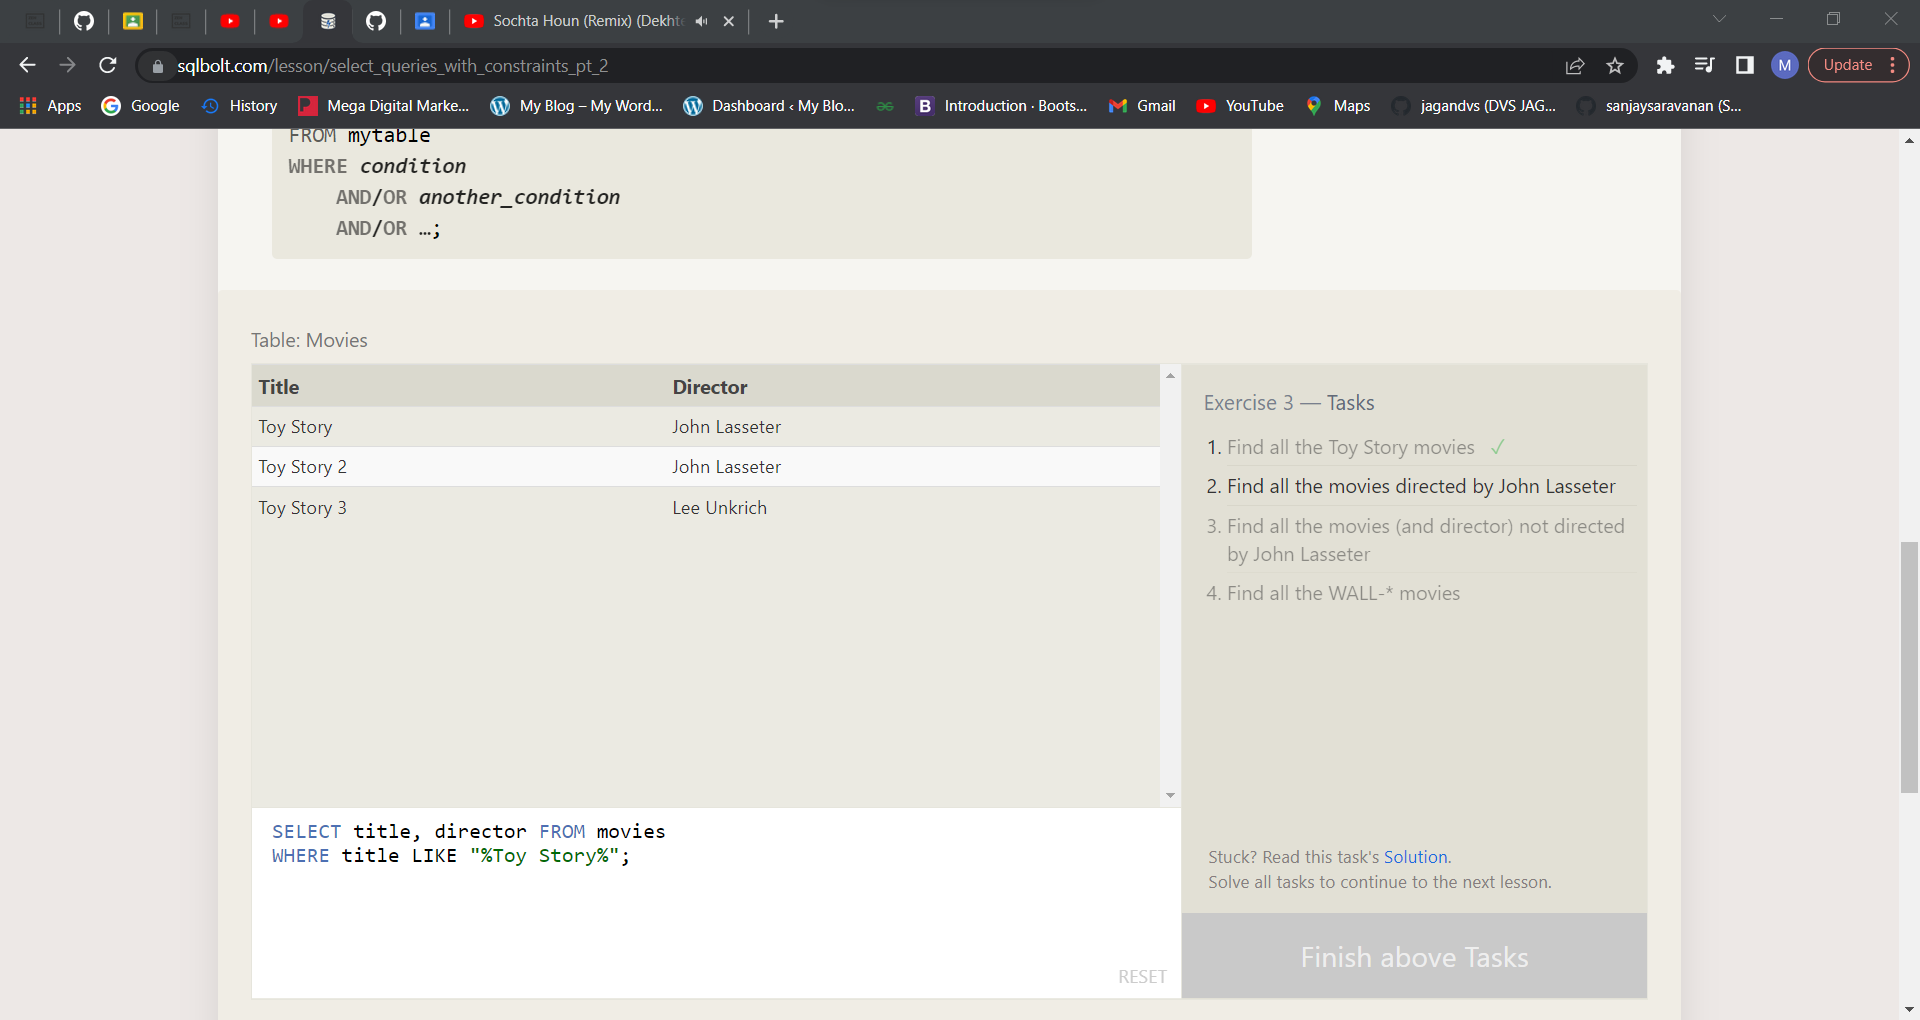 Sochta Houn (Remix) (Dekhte
sqlbolt.com/lesson/select_queries_with_constraints_pt_2
M
Update
Apps
Google
History
Mega Digital Marke...
My Blog – My Word...
Dashboard ‹ My Blo...
B
Introduction · Boots...
Gmail
YouTube
Maps
jagandvs (DVS JAG...
sanjaysaravanan (S...
FROM mytable
WHERE condition
AND/OR another_condition
AND/OR …;
Table: Movies
Title Director
Toy Story John Lasseter
Toy Story 2 John Lasseter
Toy Story 3 Lee Unkrich
SELECT title, director FROM movies
WHERE title LIKE "%Toy Story%";
RESET
Exercise 3 — Tasks
1. Find all the Toy Story movies ✓
2. Find all the movies directed by John Lasseter
3. Find all the movies (and director) not directed
by John Lasseter
4. Find all the WALL-* movies
Stuck? Read this task's Solution.
Solve all tasks to continue to the next lesson.
Finish above Tasks